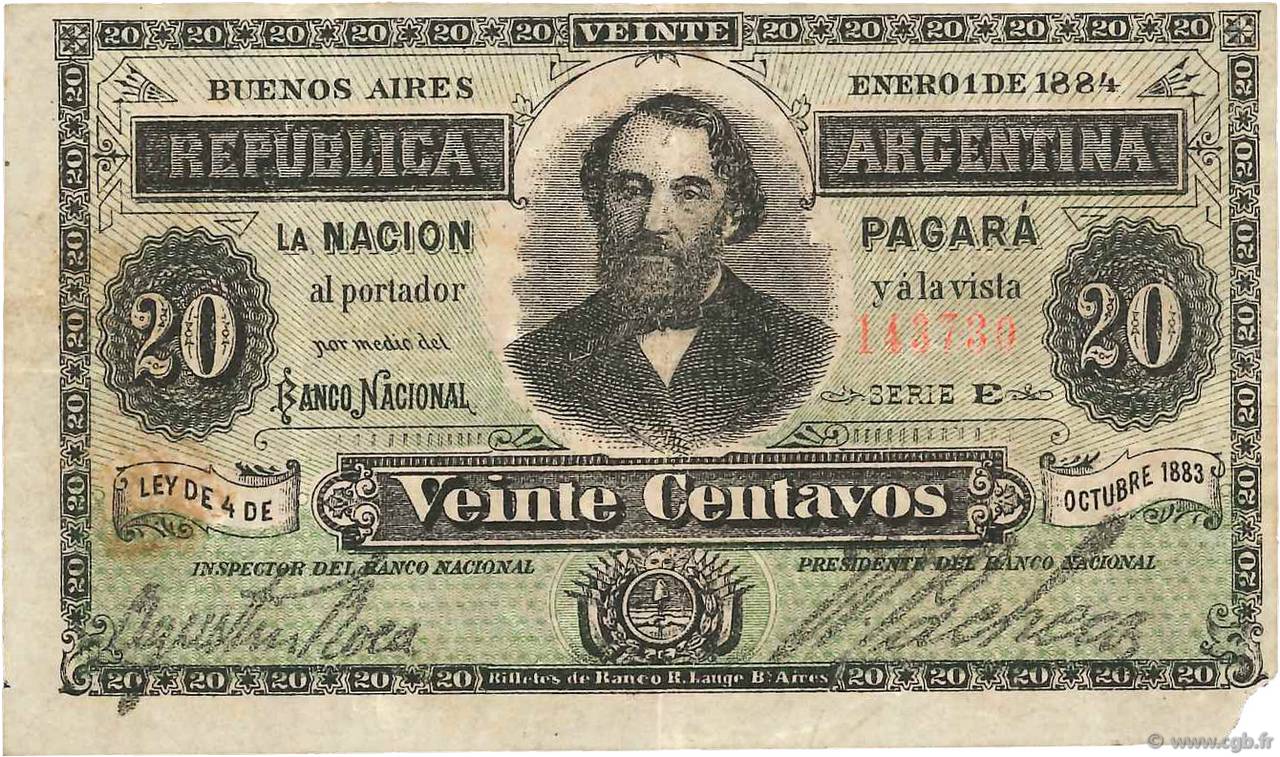 20 20 20 20 20 20 VEINTE 20 20 20 20 20 20
BUENOS AIRES ENERO 1 DE 1884
REPÚBLICA ARGENTINA
LA NACION PAGARÁ
al portador y á la vista
143730
por medio del
20 20
BANCO NACIONAL SERIE E
LEY DE 4 DE OCTUBRE 1883
Veinte Centavos
INSPECTOR DEL BANCO NACIONAL PRESIDENTE DEL BANCO NACIONAL
Agustin Roca
20 20 20 20 20 Billetes de Banco R. Lange Bs. Aires 20 20 20 20 20
© www.cgb.fr